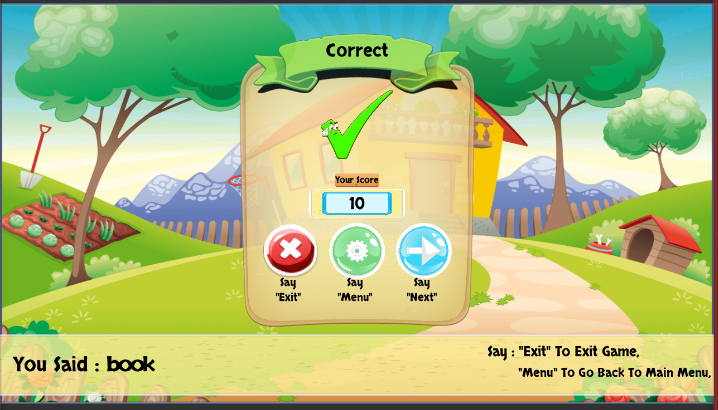 Correct
Your Score
10
Say Say Say
"Exit" "Menu" "Next"
You Said : book
Say : "Exit" To Exit Game,
"Menu" To Go Back To Main Menu,